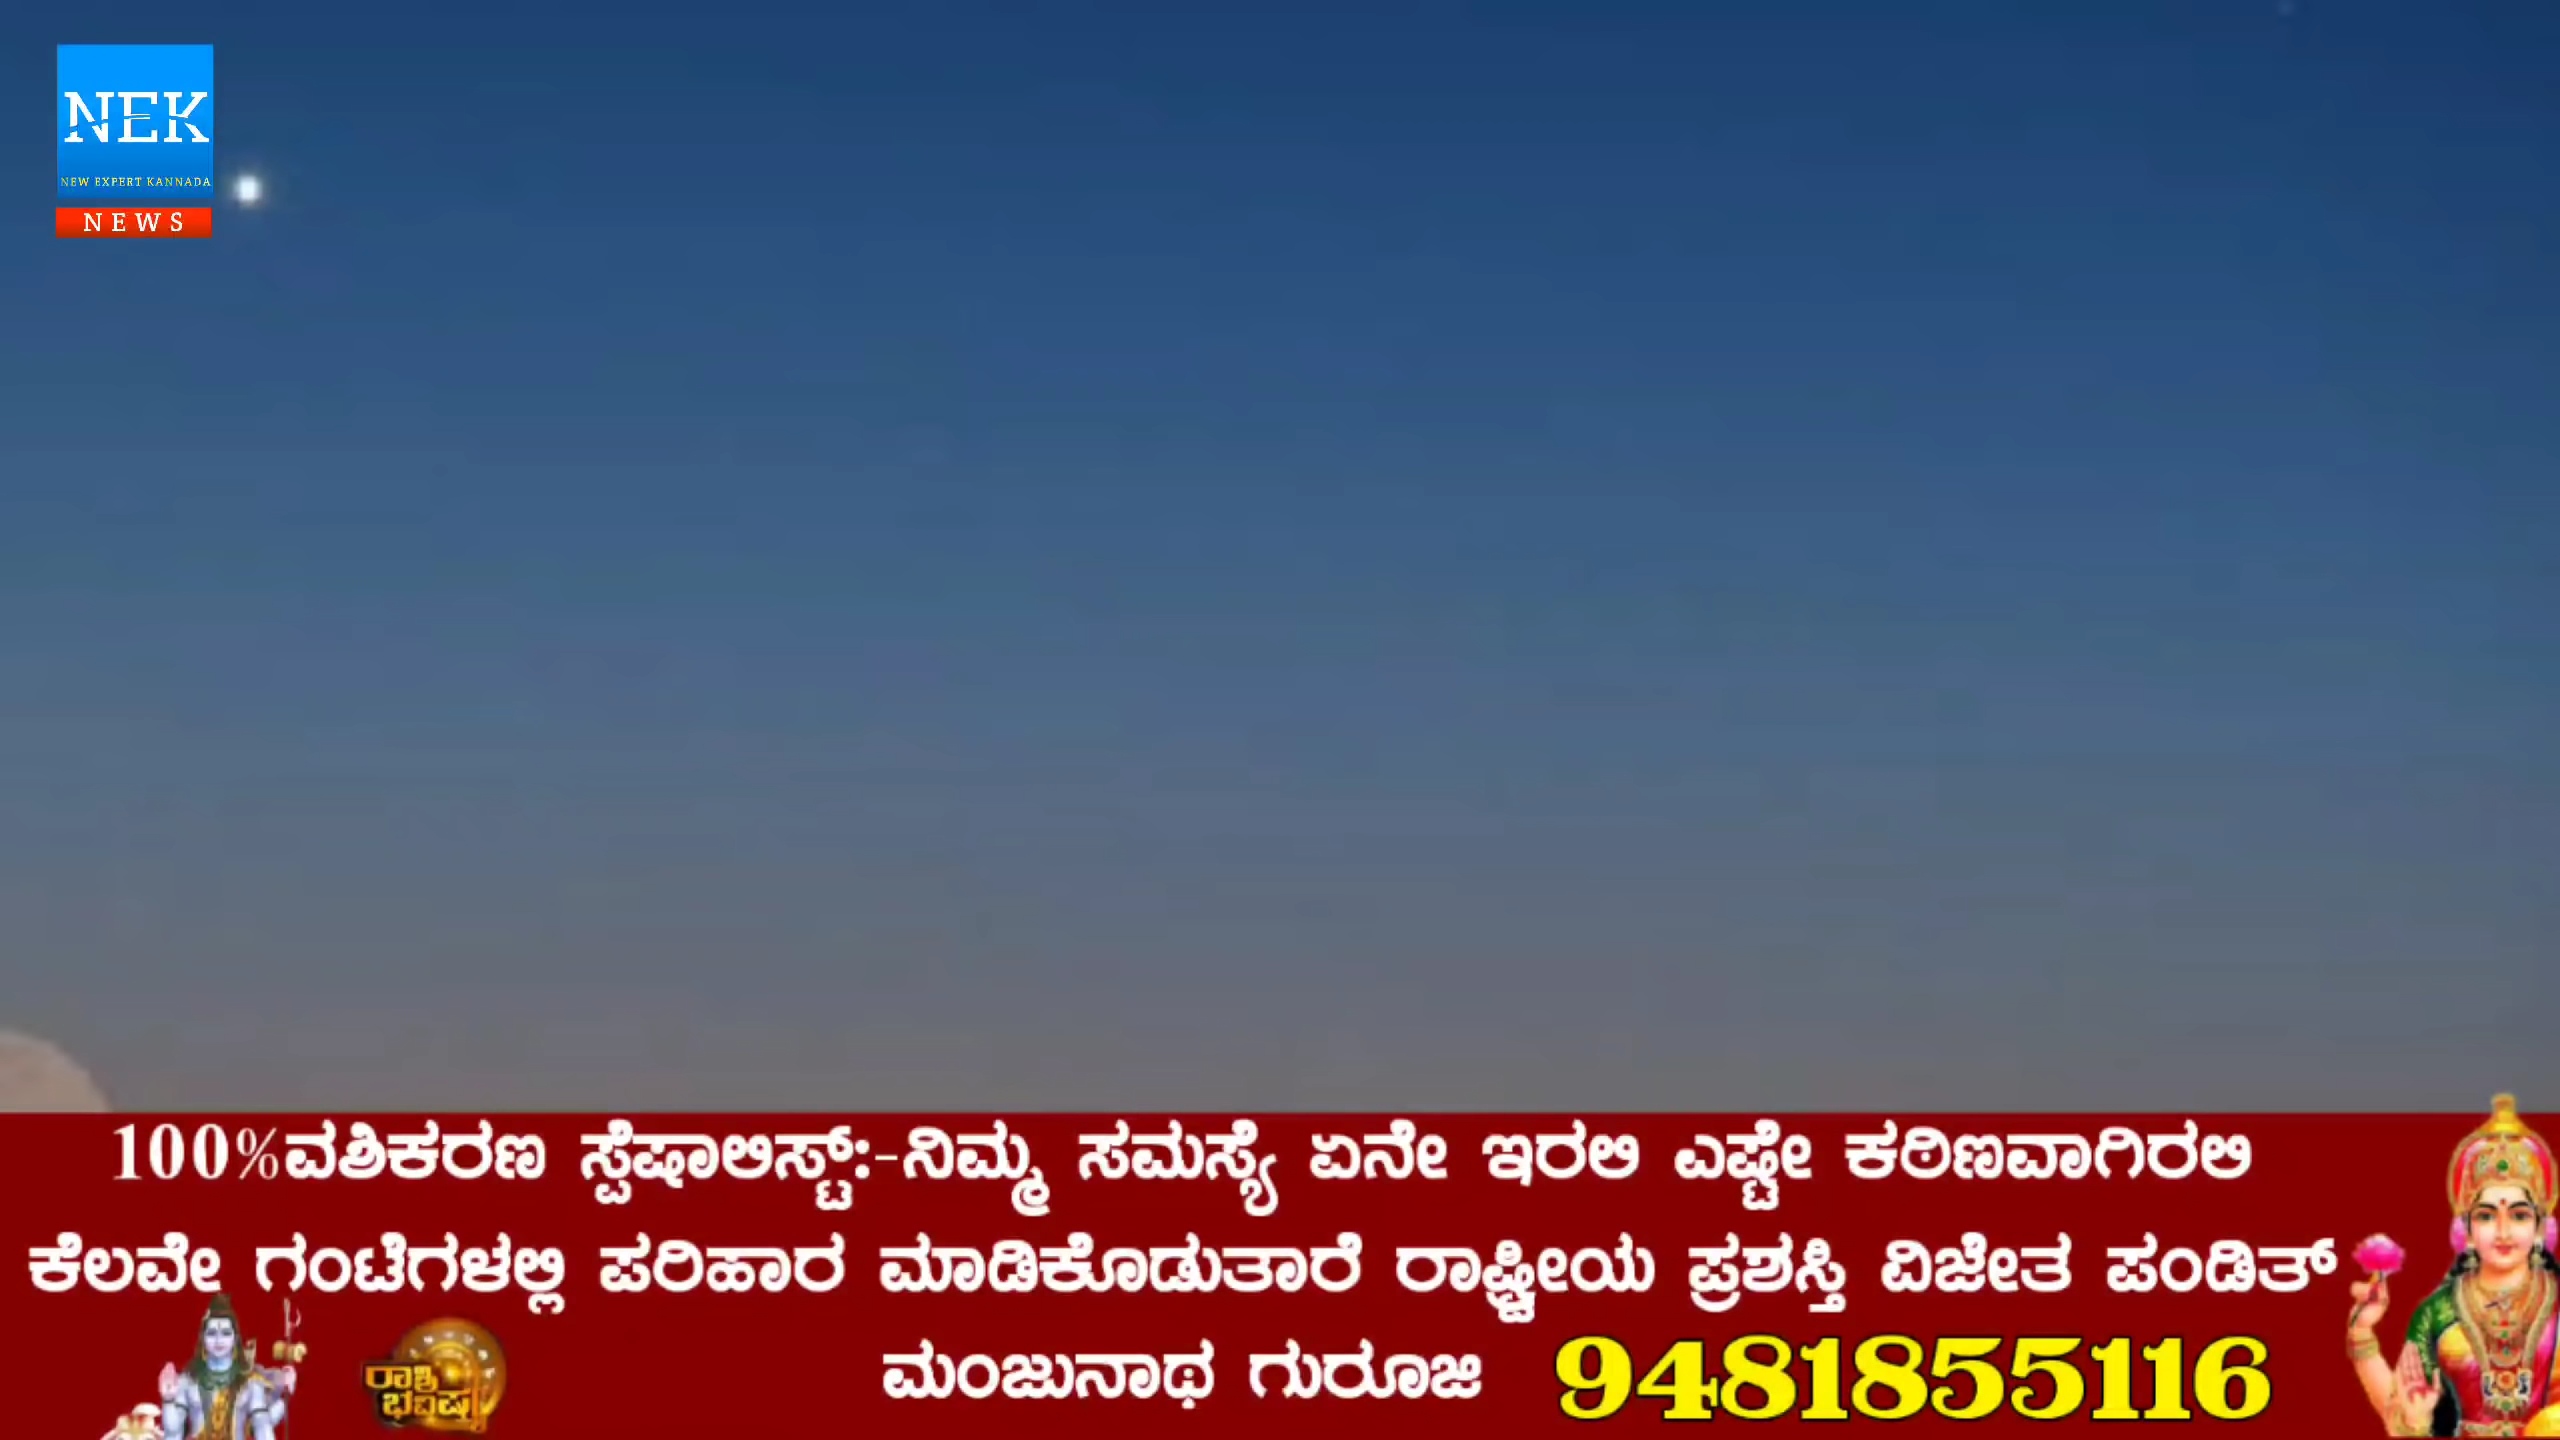 NEK
NEW EXPERT KANNADA
NEWS
100%ವಶಿಕರಣ ಸ್ಪೆಷಾಲಿಸ್ಟ್:-ನಿಮ್ಮ ಸಮಸ್ಯೆ ಏನೇ ಇರಲಿ ಎಷ್ಟೇ ಕಠಿಣವಾಗಿರಲಿ
ಕೆಲವೇ ಗಂಟೆಗಳಲ್ಲಿ ಪರಿಹಾರ ಮಾಡಿಕೊಡುತಾರೆ ರಾಷ್ಟ್ರೀಯ ಪ್ರಶಸ್ತಿ ವಿಜೇತ ಪಂಡಿತ್
ಮಂಜುನಾಥ ಗುರೂಜಿ 9481855116
ರಾಶಿ
ಭವಿಷ್ಯ